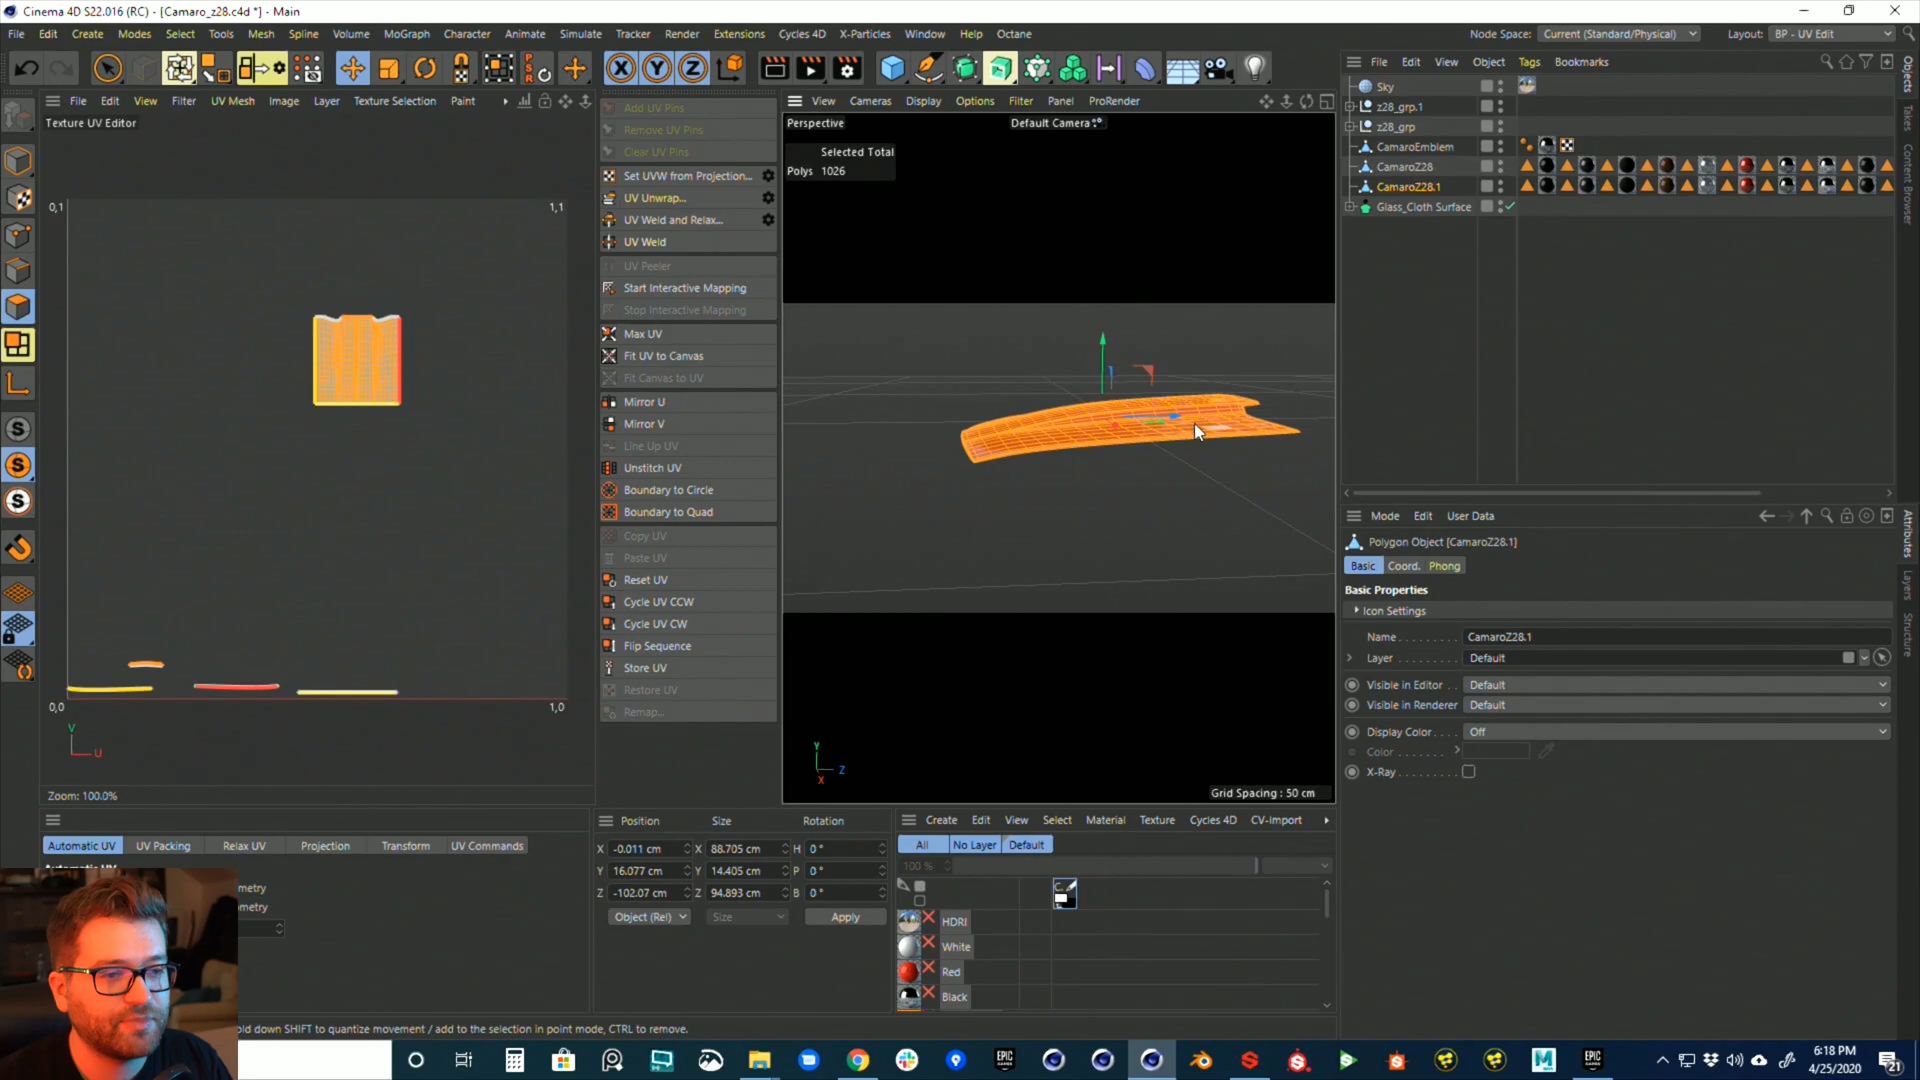 Cinema 4D S22.016 (RC) - [Camaro_z28.c4d *] - Main
File Edit Create Modes Select Tools Mesh Spline Volume MoGraph Character Animate Simulate Tracker Render Extensions Cycles 4D X-Particles Window Help Octane
Node Space: Current (Standard/Physical) Layout: BP - UV Edit
File Edit View Filter UV Mesh Image Layer Texture Selection Paint
Texture UV Editor
0,1
1,1
0,0
1,0
V
U
Zoom: 100.0%
Add UV Pins
Remove UV Pins
Clear UV Pins
Set UVW from Projection...
UV Unwrap...
UV Weld and Relax...
UV Weld
UV Peeler
Start Interactive Mapping
Stop Interactive Mapping
Max UV
Fit UV to Canvas
Fit Canvas to UV
Mirror U
Mirror V
Line Up UV
Unstitch UV
Boundary to Circle
Boundary to Quad
Copy UV
Paste UV
Reset UV
Cycle UV CCW
Cycle UV CW
Flip Sequence
Store UV
Restore UV
Remap...
View Cameras Display Options Filter Panel ProRender
Perspective
Default Camera
Selected Total
Polys 1026
Y
Z
X
Grid Spacing : 50 cm
File Edit View Object Tags Bookmarks
Sky
z28_grp.1
z28_grp
CamaroEmblem
CamaroZ28
CamaroZ28.1
Glass_Cloth Surface
Objects
Takes
Content Browser
Mode Edit User Data
Polygon Object [CamaroZ28.1]
Basic Coord. Phong
Basic Properties
Icon Settings
Name CamaroZ28.1
Layer Default
Visible in Editor Default
Visible in Renderer Default
Display Color Off
Color
X-Ray
Attributes
Layers
Structure
Automatic UV UV Packing Relax UV Projection Transform UV Commands
Position Size Rotation
X -0.011 cm X 88.705 cm H 0 °
Y 16.077 cm Y 14.405 cm P 0 °
Z -102.07 cm Z 94.893 cm B 0 °
Object (Rel) Size Apply
Create Edit View Select Material Texture Cycles 4D CV-Import
All No Layer Default
100 %
HDRI
White
Red
Black
hold down SHIFT to quantize movement / add to the selection in point mode, CTRL to remove.
EPIC GAMES
EPIC GAMES
6:18 PM
4/25/2020
21